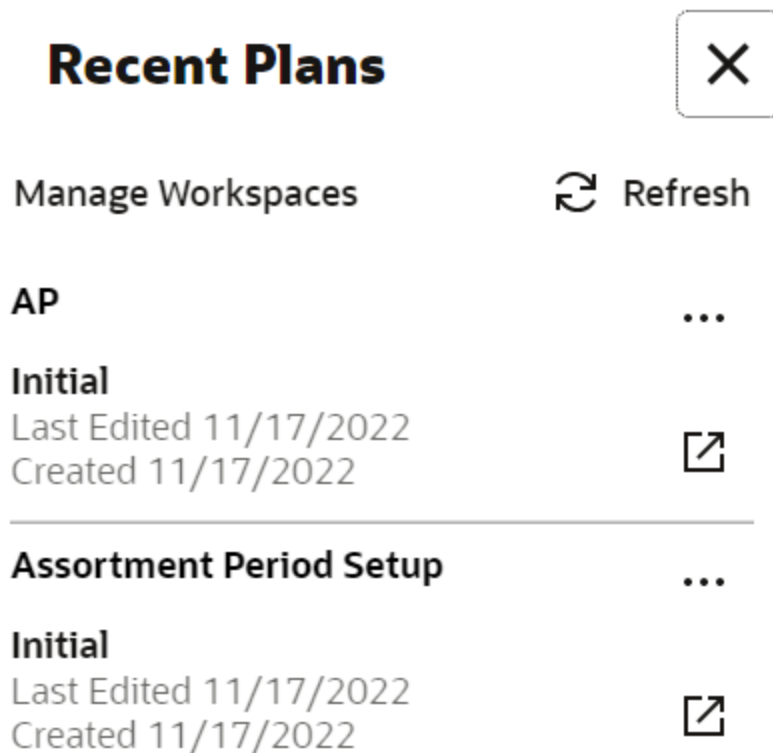 Recent Plans
Manage Workspaces Refresh
AP
Initial
Last Edited 11/17/2022
Created 11/17/2022
Assortment Period Setup
Initial
Last Edited 11/17/2022
Created 11/17/2022